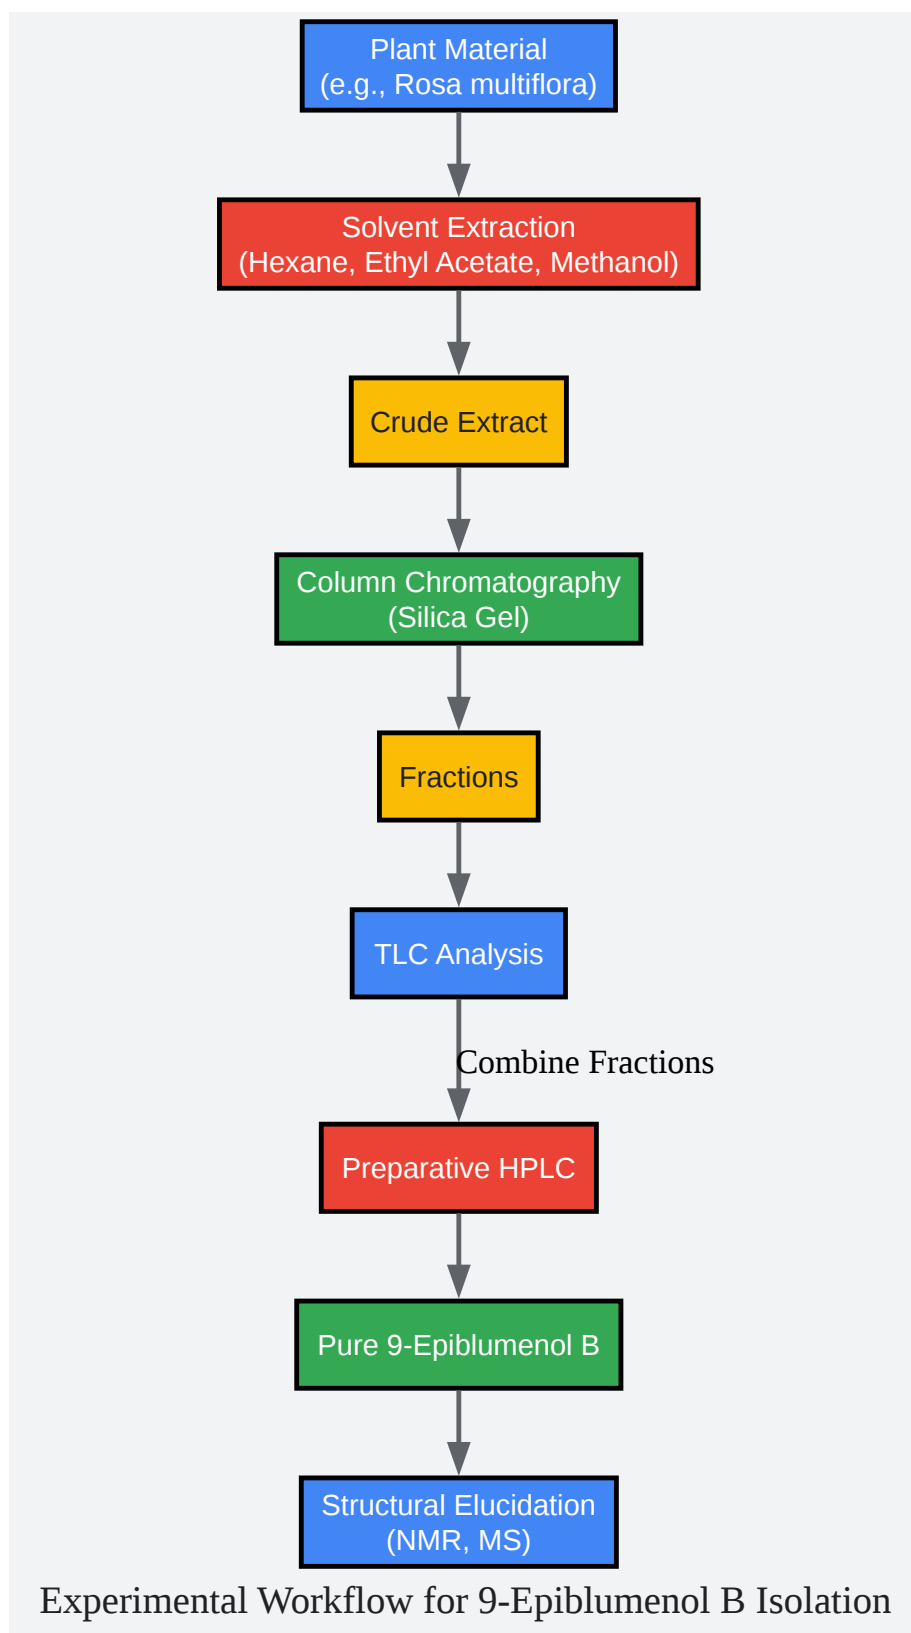 Plant Material
(e.g., Rosa multiflora)
Solvent Extraction
(Hexane, Ethyl Acetate, Methanol)
Crude Extract
Column Chromatography
(Silica Gel)
Fractions
TLC Analysis
Combine Fractions
Preparative HPLC
Pure 9-Epiblumenol B
Structural Elucidation
(NMR, MS)
Experimental Workflow for 9-Epiblumenol B Isolation